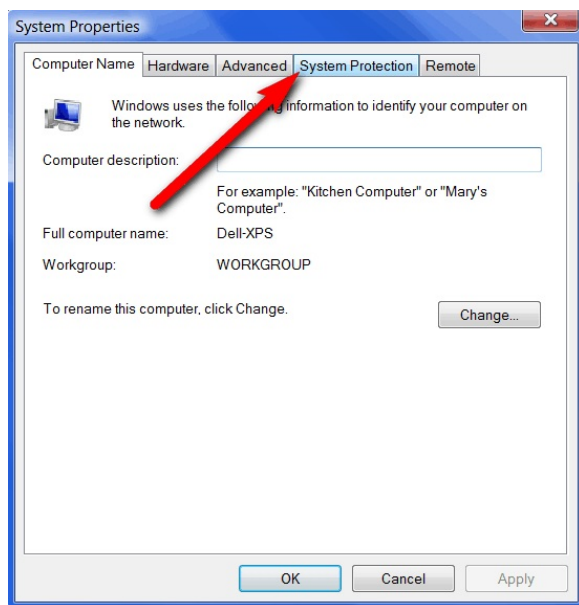 System Properties
Computer Name Hardware Advanced System Protection Remote
Windows uses the following information to identify your computer on
the network.
Computer description:
For example: "Kitchen Computer" or "Mary's
Computer".
Full computer name: Dell-XPS
Workgroup: WORKGROUP
To rename this computer, click Change.
Change...
OK Cancel Apply